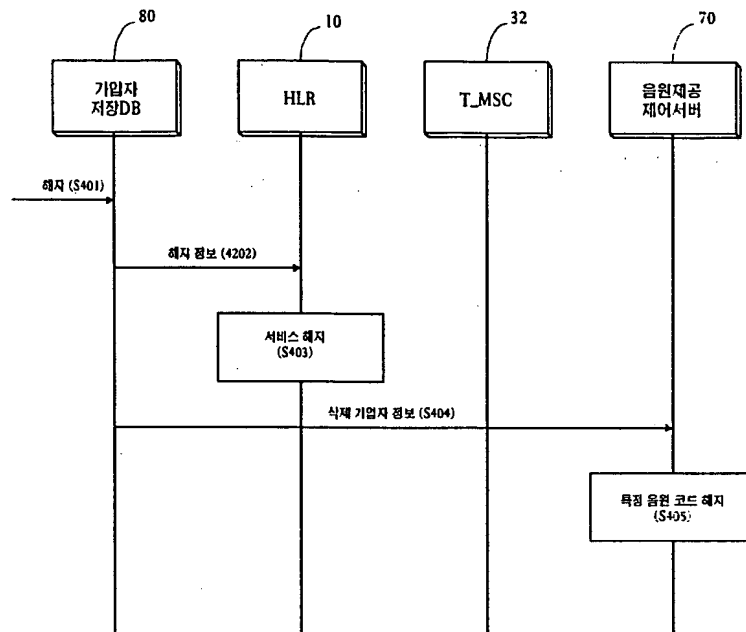 80
10
32
70
가입자
저장DB
HLR
T_MSC
음원제공
제어서버
해지 (S401)
해지 정보 (4202)
서비스 해지
(S403)
삭제 가입자 정보 (S404)
특정 음원 코드 해지
(S405)